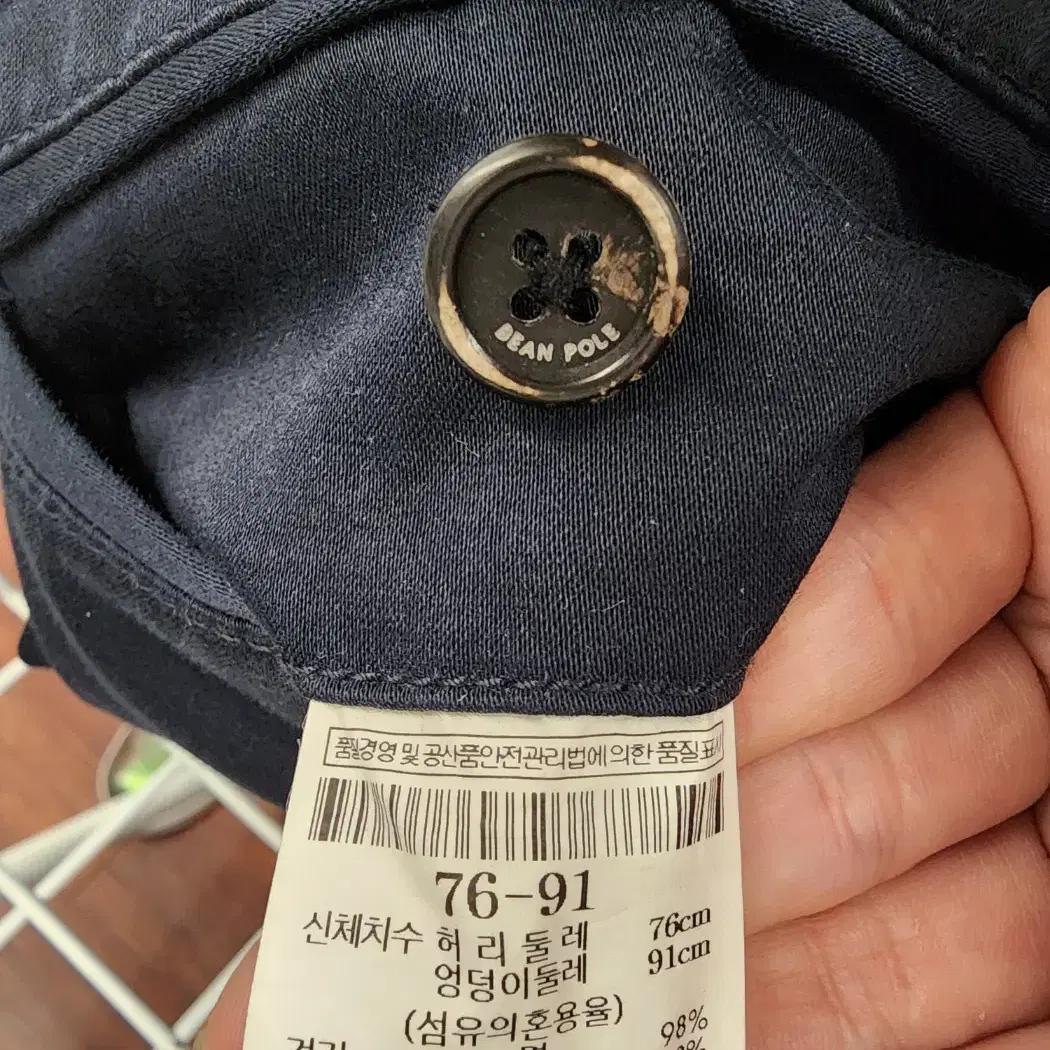 BEAN POLE
품질경영 및 공산품안전관리법에 의한 품질 표시
76-91
신체치수 허 리 둘 레 76cm
엉덩이둘레 91cm
(섬유의혼용율)
98%